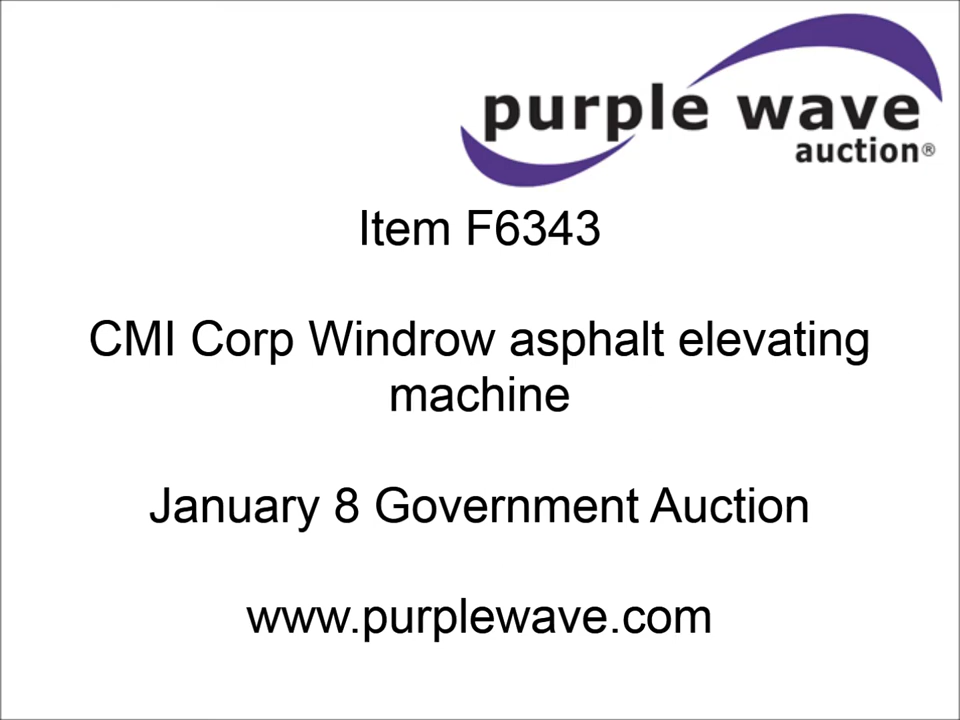 purple wave
auction®
Item F6343
CMI Corp Windrow asphalt elevating
machine
January 8 Government Auction
www.purplewave.com